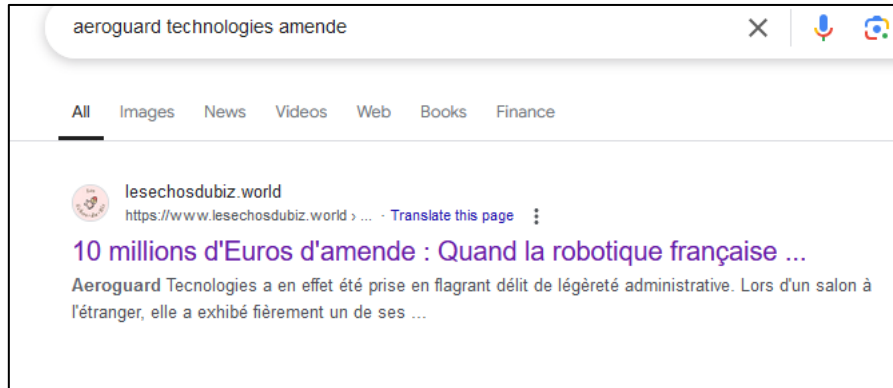 aeroguard technologies amende
All Images News Videos Web Books Finance
lesechosdubiz.world
https://www.lesechosdubiz.world › ... · Translate this page
10 millions d'Euros d'amende : Quand la robotique française ...
Aeroguard Tecnologies a en effet été prise en flagrant délit de légèreté administrative. Lors d'un salon à
l'étranger, elle a exhibé fièrement un de ses ...